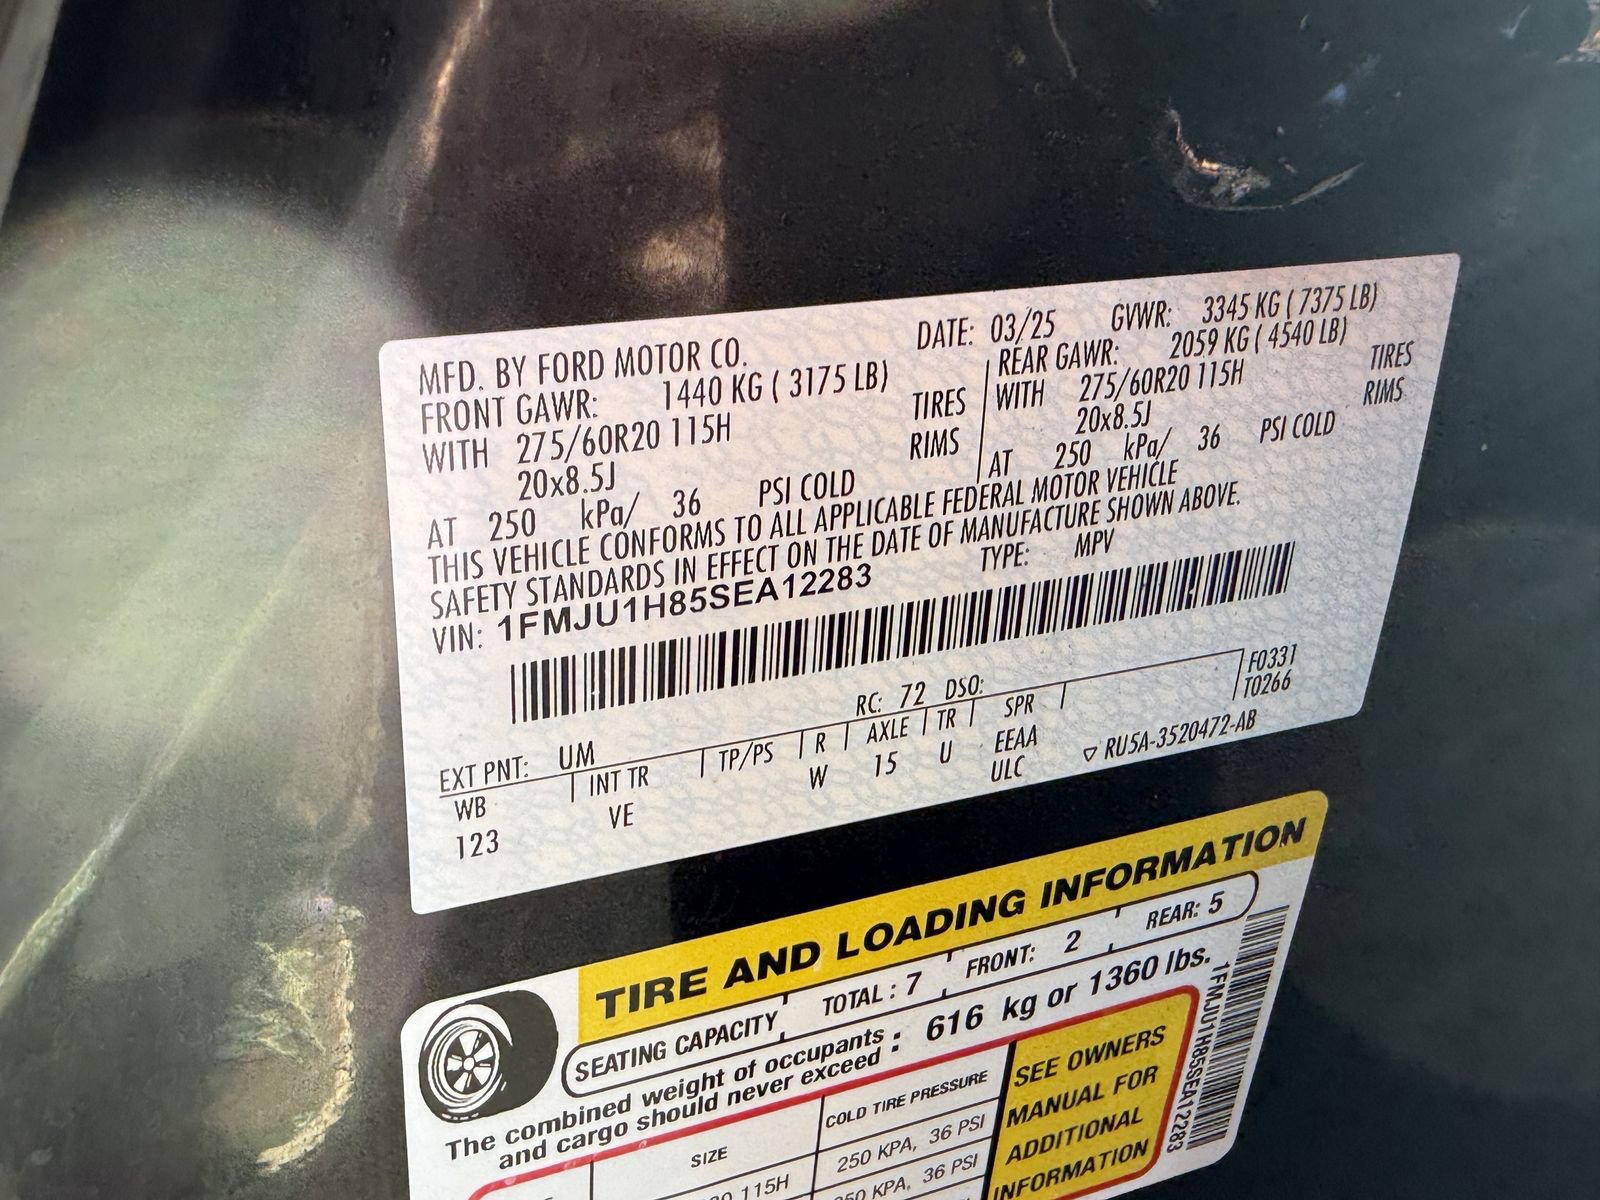 MFD. BY FORD MOTOR CO. DATE: 03/25 GVWR: 3345 KG ( 7375 LB)
FRONT GAWR: 1440 KG ( 3175 LB) REAR GAWR: 2059 KG ( 4540 LB)
WITH 275/60R20 115H TIRES WITH 275/60R20 115H TIRES
20x8.5J RIMS 20x8.5J RIMS
AT 250 kPa/ 36 PSI COLD AT 250 kPa/ 36 PSI COLD
THIS VEHICLE CONFORMS TO ALL APPLICABLE FEDERAL MOTOR VEHICLE
SAFETY STANDARDS IN EFFECT ON THE DATE OF MANUFACTURE SHOWN ABOVE.
VIN: 1FMJU1H85SEA12283 TYPE: MPV
F0331
EXT PNT: UM RC: 72 DSO: T0266
WB INT TR TP/PS R AXLE TR SPR
123 VE W 15 U EEAA
ULC ▽ RU5A-3520472-AB
TIRE AND LOADING INFORMATION
SEATING CAPACITY TOTAL : 7 FRONT: 2 REAR: 5
The combined weight of occupants
and cargo should never exceed : 616 kg or 1360 lbs.
SIZE COLD TIRE PRESSURE
115H 250 KPA, 36 PSI
KPA, 36 PSI
SEE OWNERS
MANUAL FOR
ADDITIONAL
INFORMATION
1FMJU1H85SEA12283